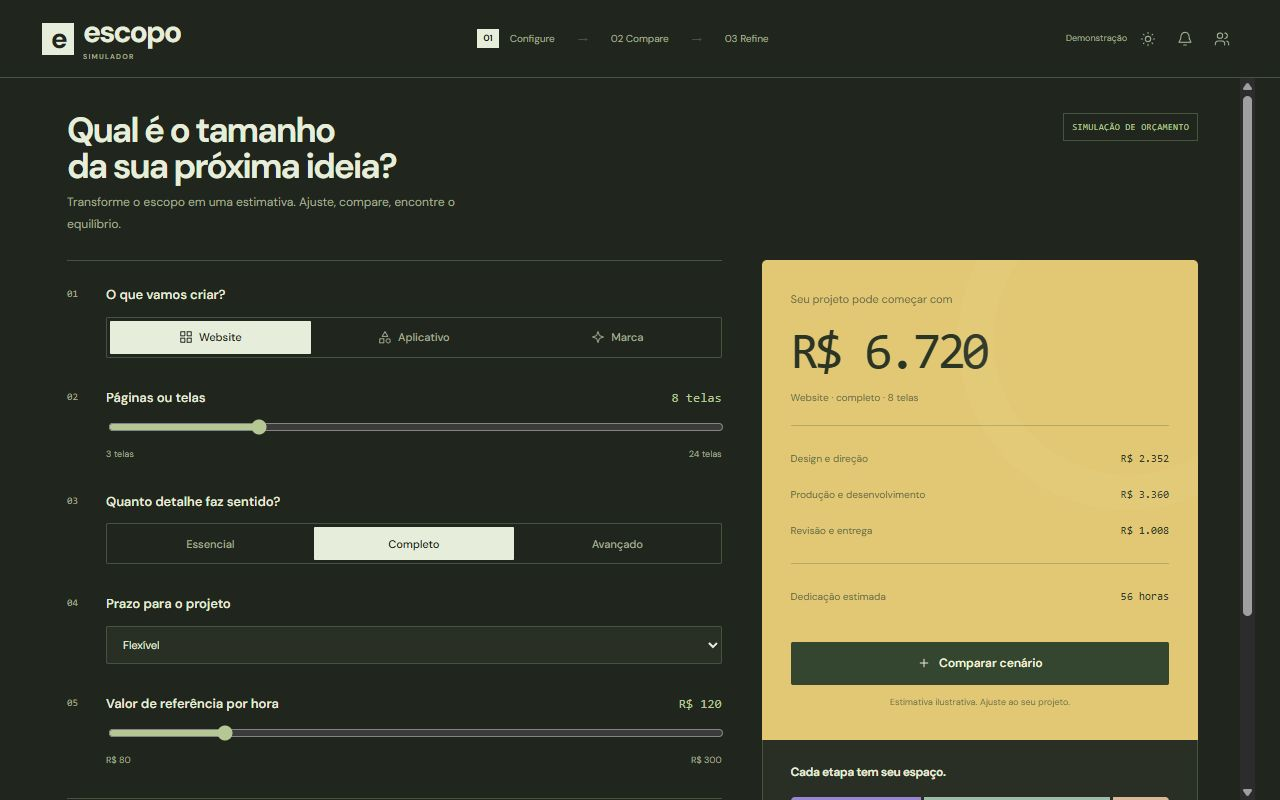 e escopo
SIMULADOR
01 Configure → 02 Compare → 03 Refine
Demonstração
Qual é o tamanho
da sua próxima ideia?
Transforme o escopo em uma estimativa. Ajuste, compare, encontre o
equilíbrio.
SIMULAÇÃO DE ORÇAMENTO
01 O que vamos criar?
Website Aplicativo Marca
02 Páginas ou telas 8 telas
3 telas 24 telas
03 Quanto detalhe faz sentido?
Essencial Completo Avançado
04 Prazo para o projeto
Flexível
05 Valor de referência por hora R$ 120
R$ 80 R$ 300
Seu projeto pode começar com
R$ 6.720
Website · completo · 8 telas
Design e direção R$ 2.352
Produção e desenvolvimento R$ 3.360
Revisão e entrega R$ 1.008
Dedicação estimada 56 horas
+ Comparar cenário
Estimativa ilustrativa. Ajuste ao seu projeto.
Cada etapa tem seu espaço.